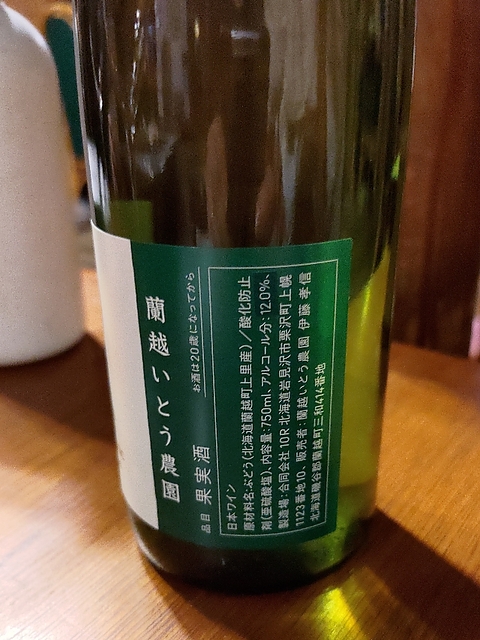 蘭越いとう農園
お酒は20歳になってから
品目 果実酒
日本ワイン
原材料名:ぶどう(北海道蘭越町上里産)/酸化防止
剤(亜硫酸塩)、内容量:750ml、アルコール分:12.0%、
製造場:合同会社10R 北海道岩見沢市栗沢町上幌
1123番地10、販売者:蘭越いとう農園 伊藤 孝信
北海道磯谷郡蘭越町三和414番地